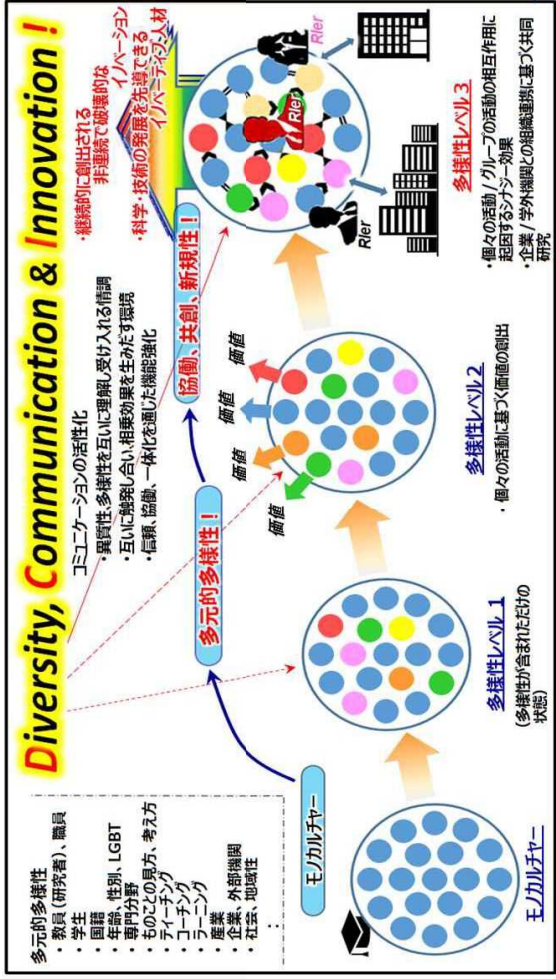 Diversity, Communication & Innovation !
多元的多様性
・教員(研究者)、職員
・学生
・国籍
・年齢、性別、LGBT
・専門分野
・ものごとの見方、考え方
・ティーチング
・コーチング
・ラーニング
・産業
・企業、外部機関
・社会、地域性
:
コミュニケーションの活性化
・異質性、多様性を互いに理解し受け入れる情調
・互いに触発し合い、相乗効果を生みだす環境
・信頼、協働、一体化を通じた機能強化
・継続的に創出される
非連続で破壊的な
イノベーション
・科学・技術の発展を先導できる
イノベーティブ人材
モノカルチャー
多元的多様性!
協働、共創、新規性!
価値
価値
価値
価値
RIer
RIer
RIer
モノカルチャー
多様性レベル 1
(多様性が含まれただけの
状態)
多様性レベル2
・個々の活動に基づく価値の創出
多様性レベル 3
・個々の活動/グループの活動の相互作用に
起因するシナジー効果
・企業/学外機関との組織連携に基づく共同
研究